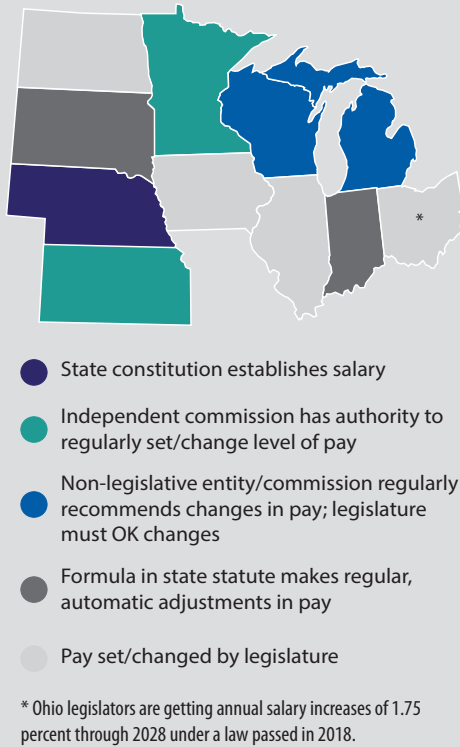 *
State constitution establishes salary
Independent commission has authority to
regularly set/change level of pay
Non-legislative entity/commission regularly
recommends changes in pay; legislature
must OK changes
Formula in state statute makes regular,
automatic adjustments in pay
Pay set/changed by legislature
* Ohio legislators are getting annual salary increases of 1.75
percent through 2028 under a law passed in 2018.